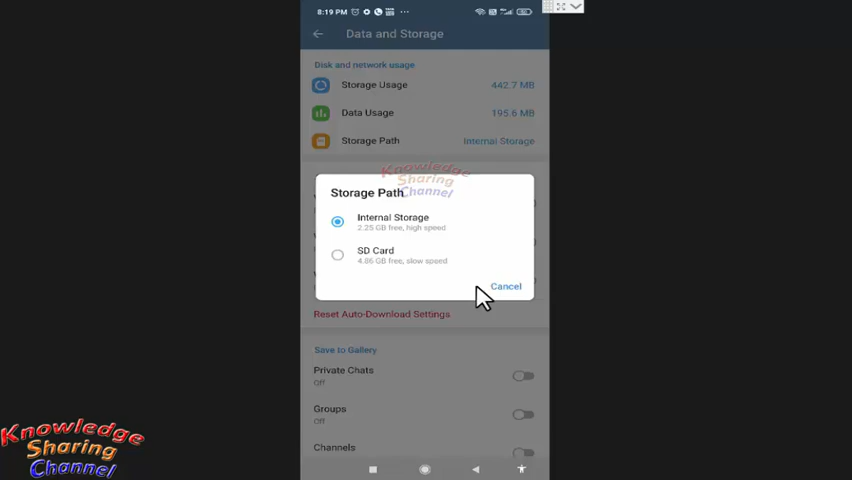 8:19 PM
Data and Storage
Disk and network usage
Storage Usage 442.7 MB
Data Usage 195.6 MB
Storage Path Internal Storage
Knowledge
Sharing
Channel
Storage Path
Internal Storage
2.25 GB free, high speed
SD Card
4.86 GB free, slow speed
Cancel
Reset Auto-Download Settings
Save to Gallery
Private Chats
Off
Groups
Off
Channels
Knowledge
Sharing
Channel